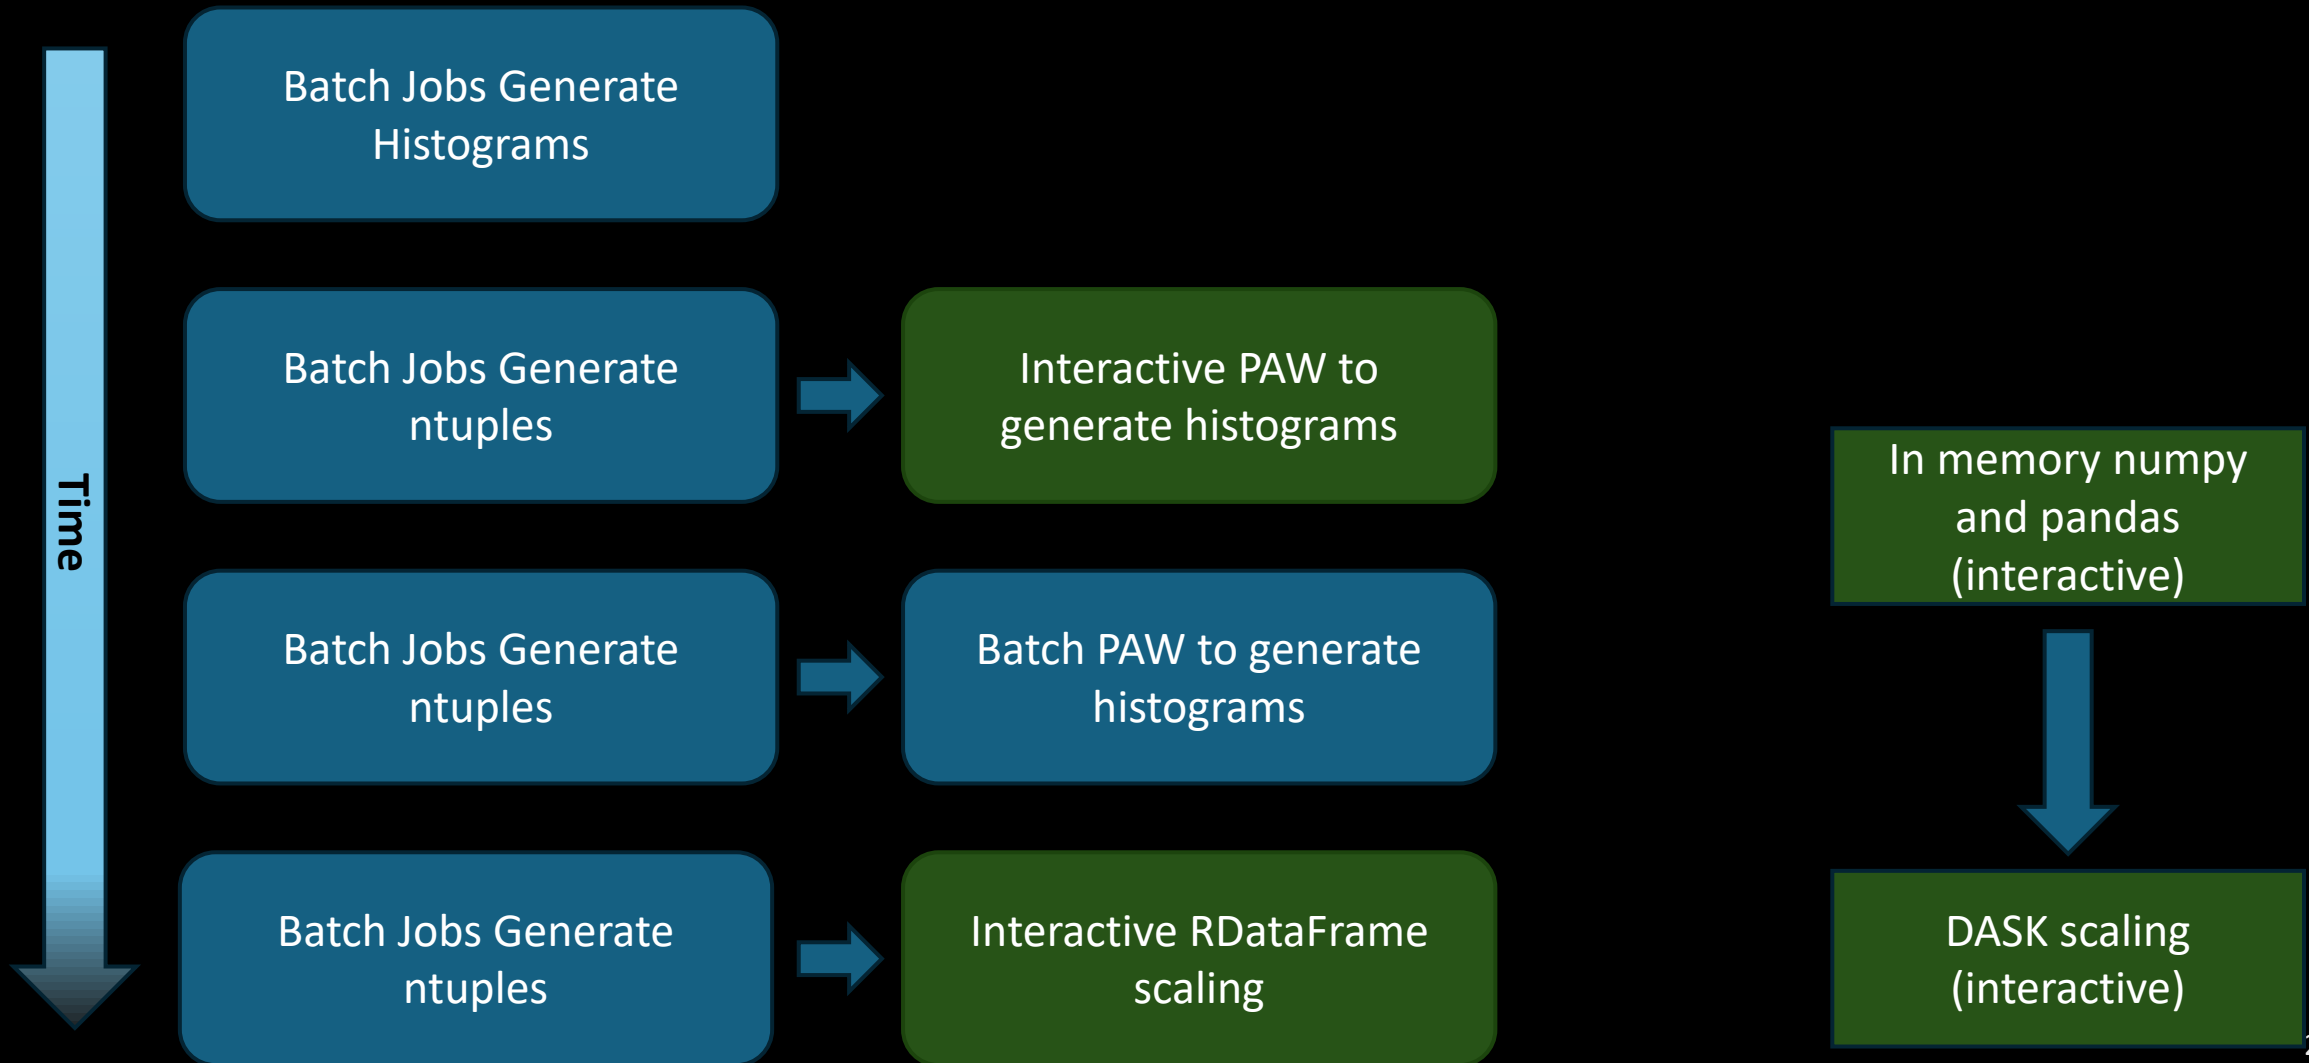 Time
Batch Jobs Generate
Histograms
Batch Jobs Generate
ntuples
Interactive PAW to
generate histograms
Batch Jobs Generate
ntuples
Batch PAW to generate
histograms
Batch Jobs Generate
ntuples
Interactive RDataFrame
scaling
In memory numpy
and pandas
(interactive)
DASK scaling
(interactive)